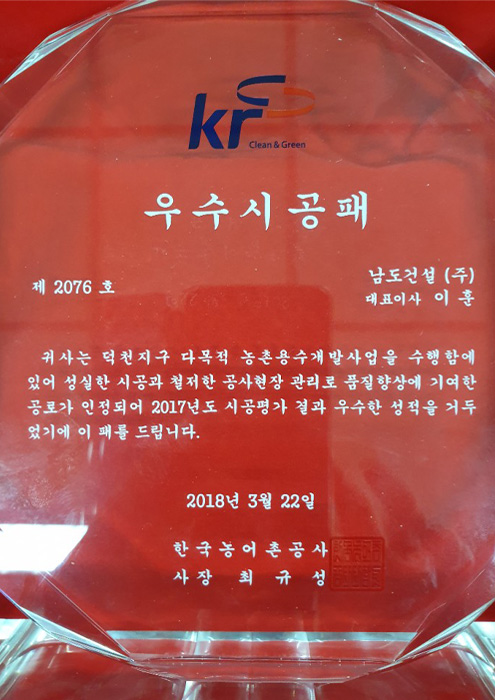 kr
Clean & Green
우수시공패
제 2076 호
남도건설 (주)
대표이사 이 훈
귀사는 덕천지구 다목적 농촌용수개발사업을 수행함에
있어 성실한 시공과 철저한 공사현장 관리로 품질향상에 기여한
공로가 인정되어 2017년도 시공평가 결과 우수한 성적을 거두
었기에 이 패를 드립니다.
2018년 3월 22일
한국농어촌공사
사장 최규성